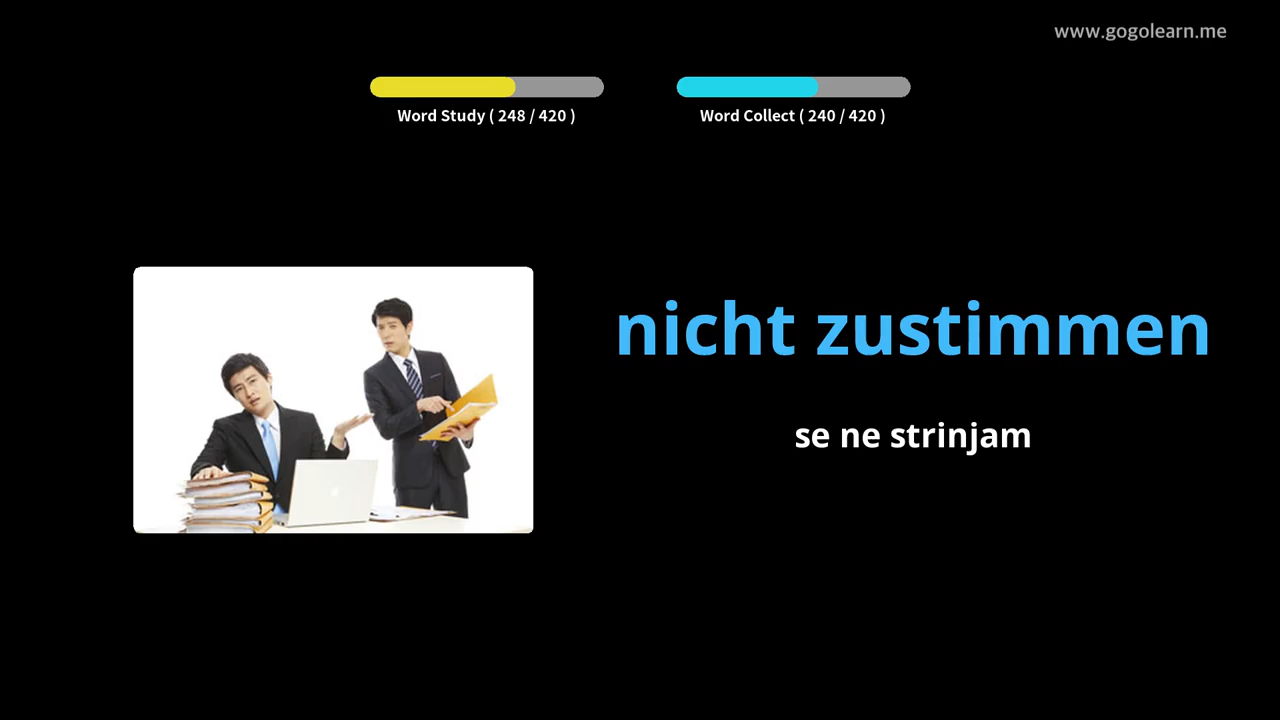 www.gogolearn.me
Word Study ( 248 / 420 )
Word Collect ( 240 / 420 )
nicht zustimmen
se ne strinjam